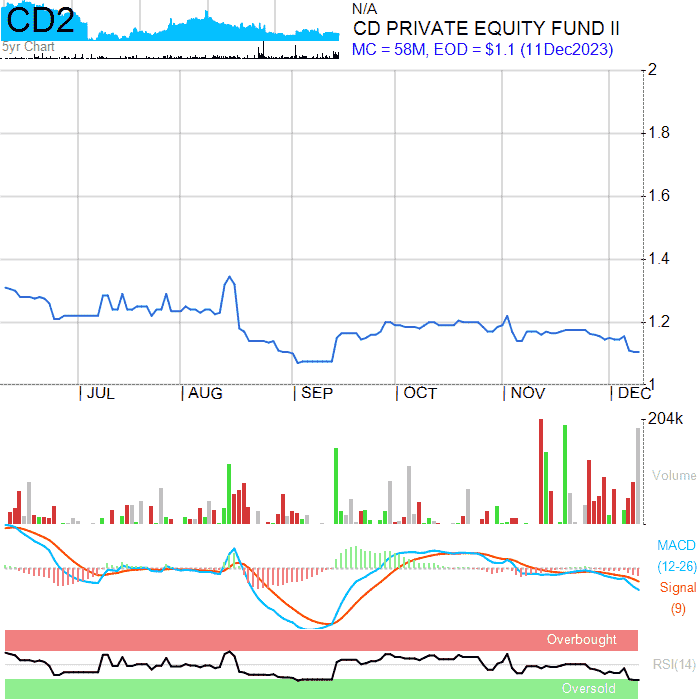 CD2
N/A
CD PRIVATE EQUITY FUND II
5yr Chart
MC = 58M, EOD = $1.1 (11Dec2023)
2
1.8
1.6
1.4
1.2
1
| JUL | AUG | SEP | OCT | NOV | DEC
204k
Volume
MACD
(12-26)
Signal
(9)
Overbought
RSI(14)
Oversold